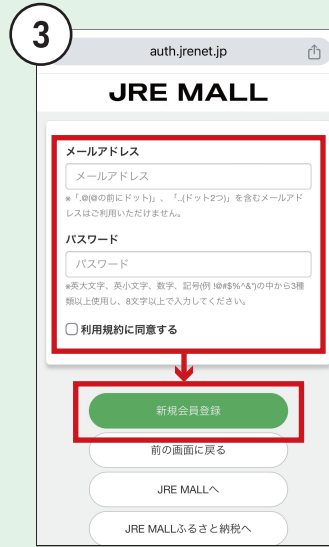 3
auth.jrenet.jp
JRE MALL
メールアドレス
メールアドレス
※「.@(@の前にドット)」、「..(ドット2つ)」を含むメールアド
レスはご利用いただけません。
パスワード
パスワード
※英大文字、英小文字、数字、記号(例 !@#$%^&*)の中から3種
類以上使用し、8文字以上で入力してください。
利用規約に同意する
新規会員登録
前の画面に戻る
JRE MALLへ
JRE MALLふるさと納税へ